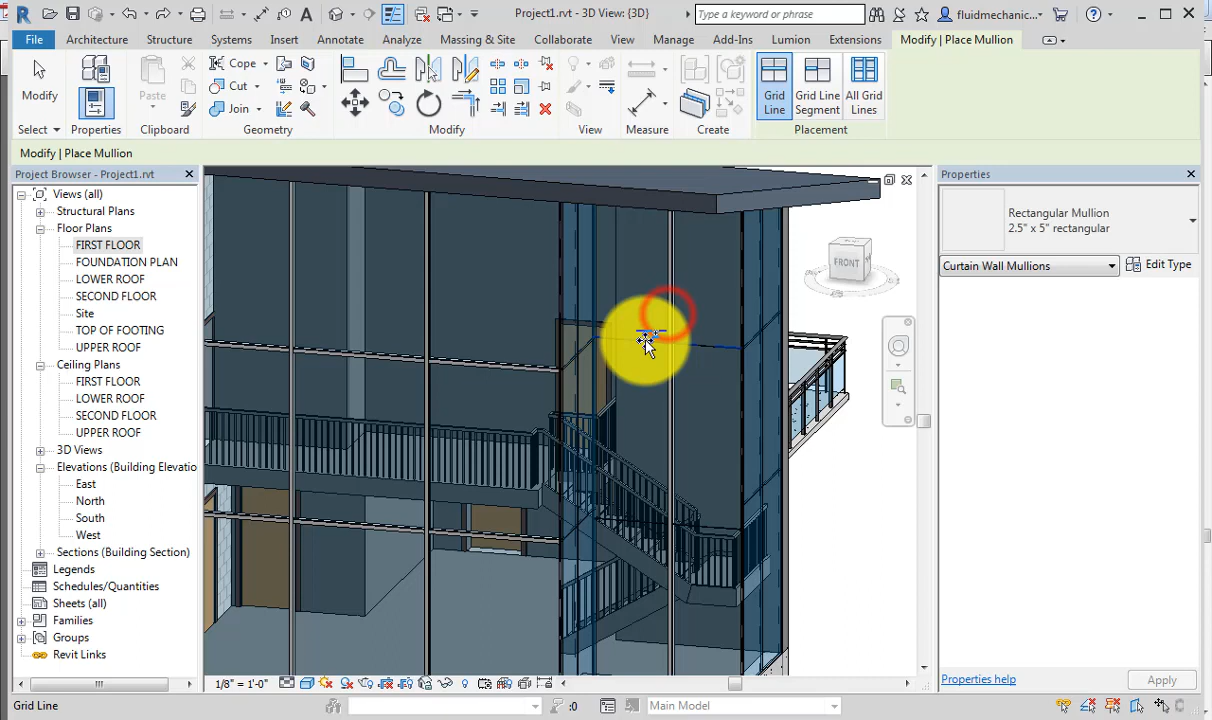 Project1.rvt - 3D View: {3D}
Type a keyword or phrase
fluidmechanic...
File
Architecture
Structure
Systems
Insert
Annotate
Analyze
Massing & Site
Collaborate
View
Manage
Add-Ins
Lumion
Extensions
Modify | Place Mullion
Modify
Select
Properties
Paste
Clipboard
Cope
Cut
Join
Geometry
Modify
View
Measure
Create
Grid Line
Grid Line Segment
All Grid Lines
Placement
Modify | Place Mullion
Project Browser - Project1.rvt
Views (all)
Structural Plans
Floor Plans
FIRST FLOOR
FOUNDATION PLAN
LOWER ROOF
SECOND FLOOR
Site
TOP OF FOOTING
UPPER ROOF
Ceiling Plans
FIRST FLOOR
LOWER ROOF
SECOND FLOOR
UPPER ROOF
3D Views
Elevations (Building Elevatio
East
North
South
West
Sections (Building Section)
Legends
Schedules/Quantities
Sheets (all)
Families
Groups
Revit Links
FRONT
Properties
Rectangular Mullion
2.5" x 5" rectangular
Curtain Wall Mullions
Edit Type
Properties help
Apply
1/8" = 1'-0"
Grid Line
:0
Main Model